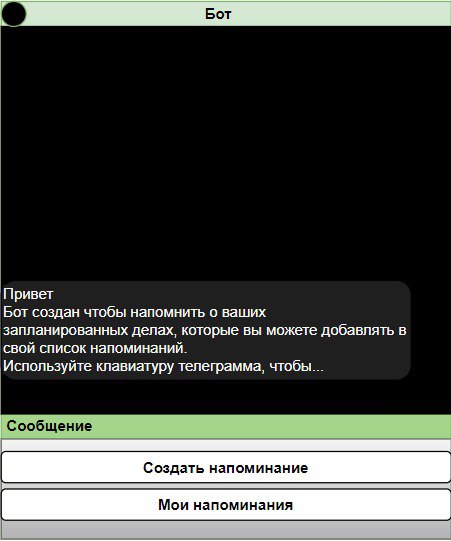 Бот
Привет
Бот создан чтобы напомнить о ваших
запланированных делах, которые вы можете добавлять в
свой список напоминаний.
Используйте клавиатуру телеграмма, чтобы...
Сообщение
Создать напоминание
Мои напоминания